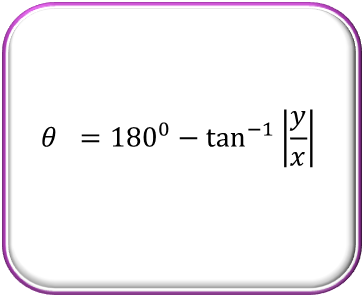 θ = 180⁰ − tan⁻¹ |y/x|